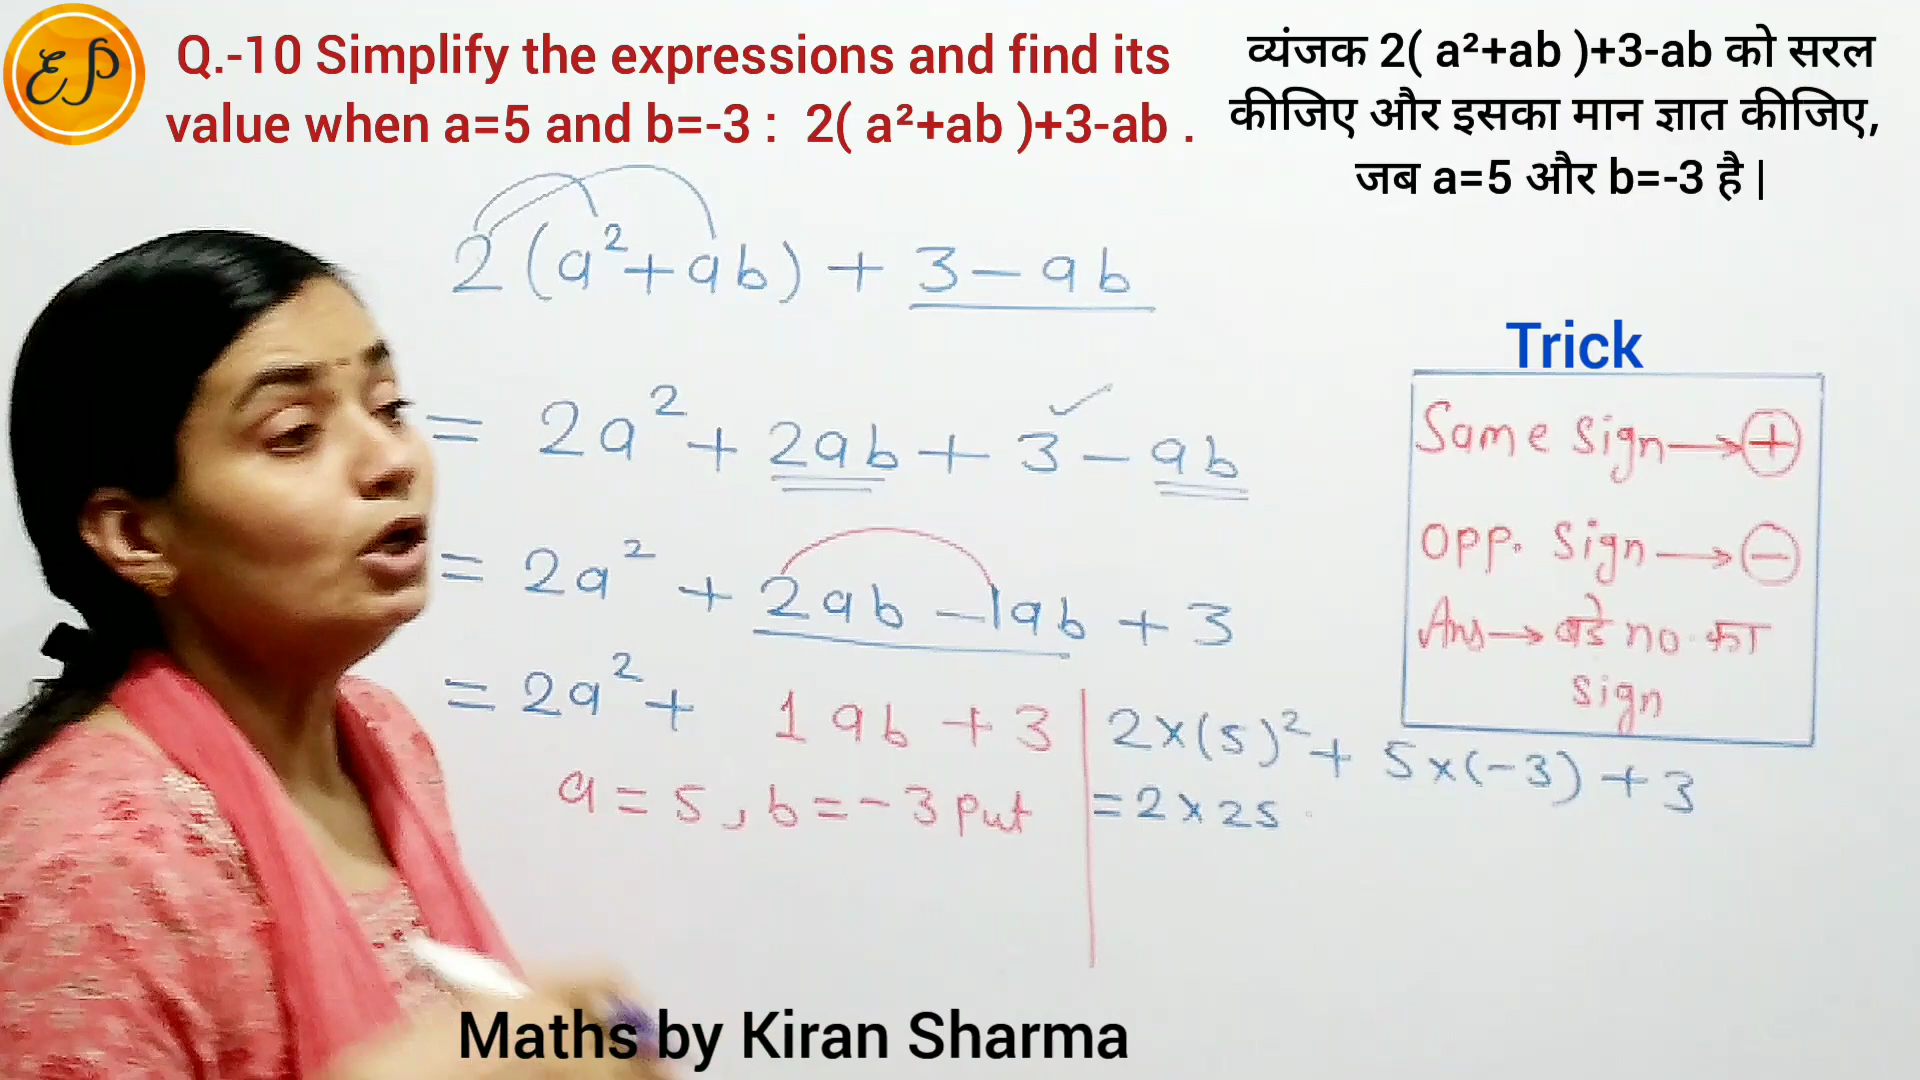 EP
Q.-10 Simplify the expressions and find its
value when a=5 and b=-3 : 2( a²+ab )+3-ab .
व्यंजक 2( a²+ab )+3-ab को सरल
कीजिए और इसका मान ज्ञात कीजिए,
जब a=5 और b=-3 है |
2(a²+ab) + 3-ab
= 2a² + 2ab + 3 - ab
= 2a² + 2ab - 1ab + 3
= 2a² + 1ab + 3
a = 5, b = -3 Put
2×(5)² + 5×(-3) + 3
= 2×25
Trick
Same Sign → +
Opp. Sign → −
Ans → बड़े no. का
Sign
Maths by Kiran Sharma